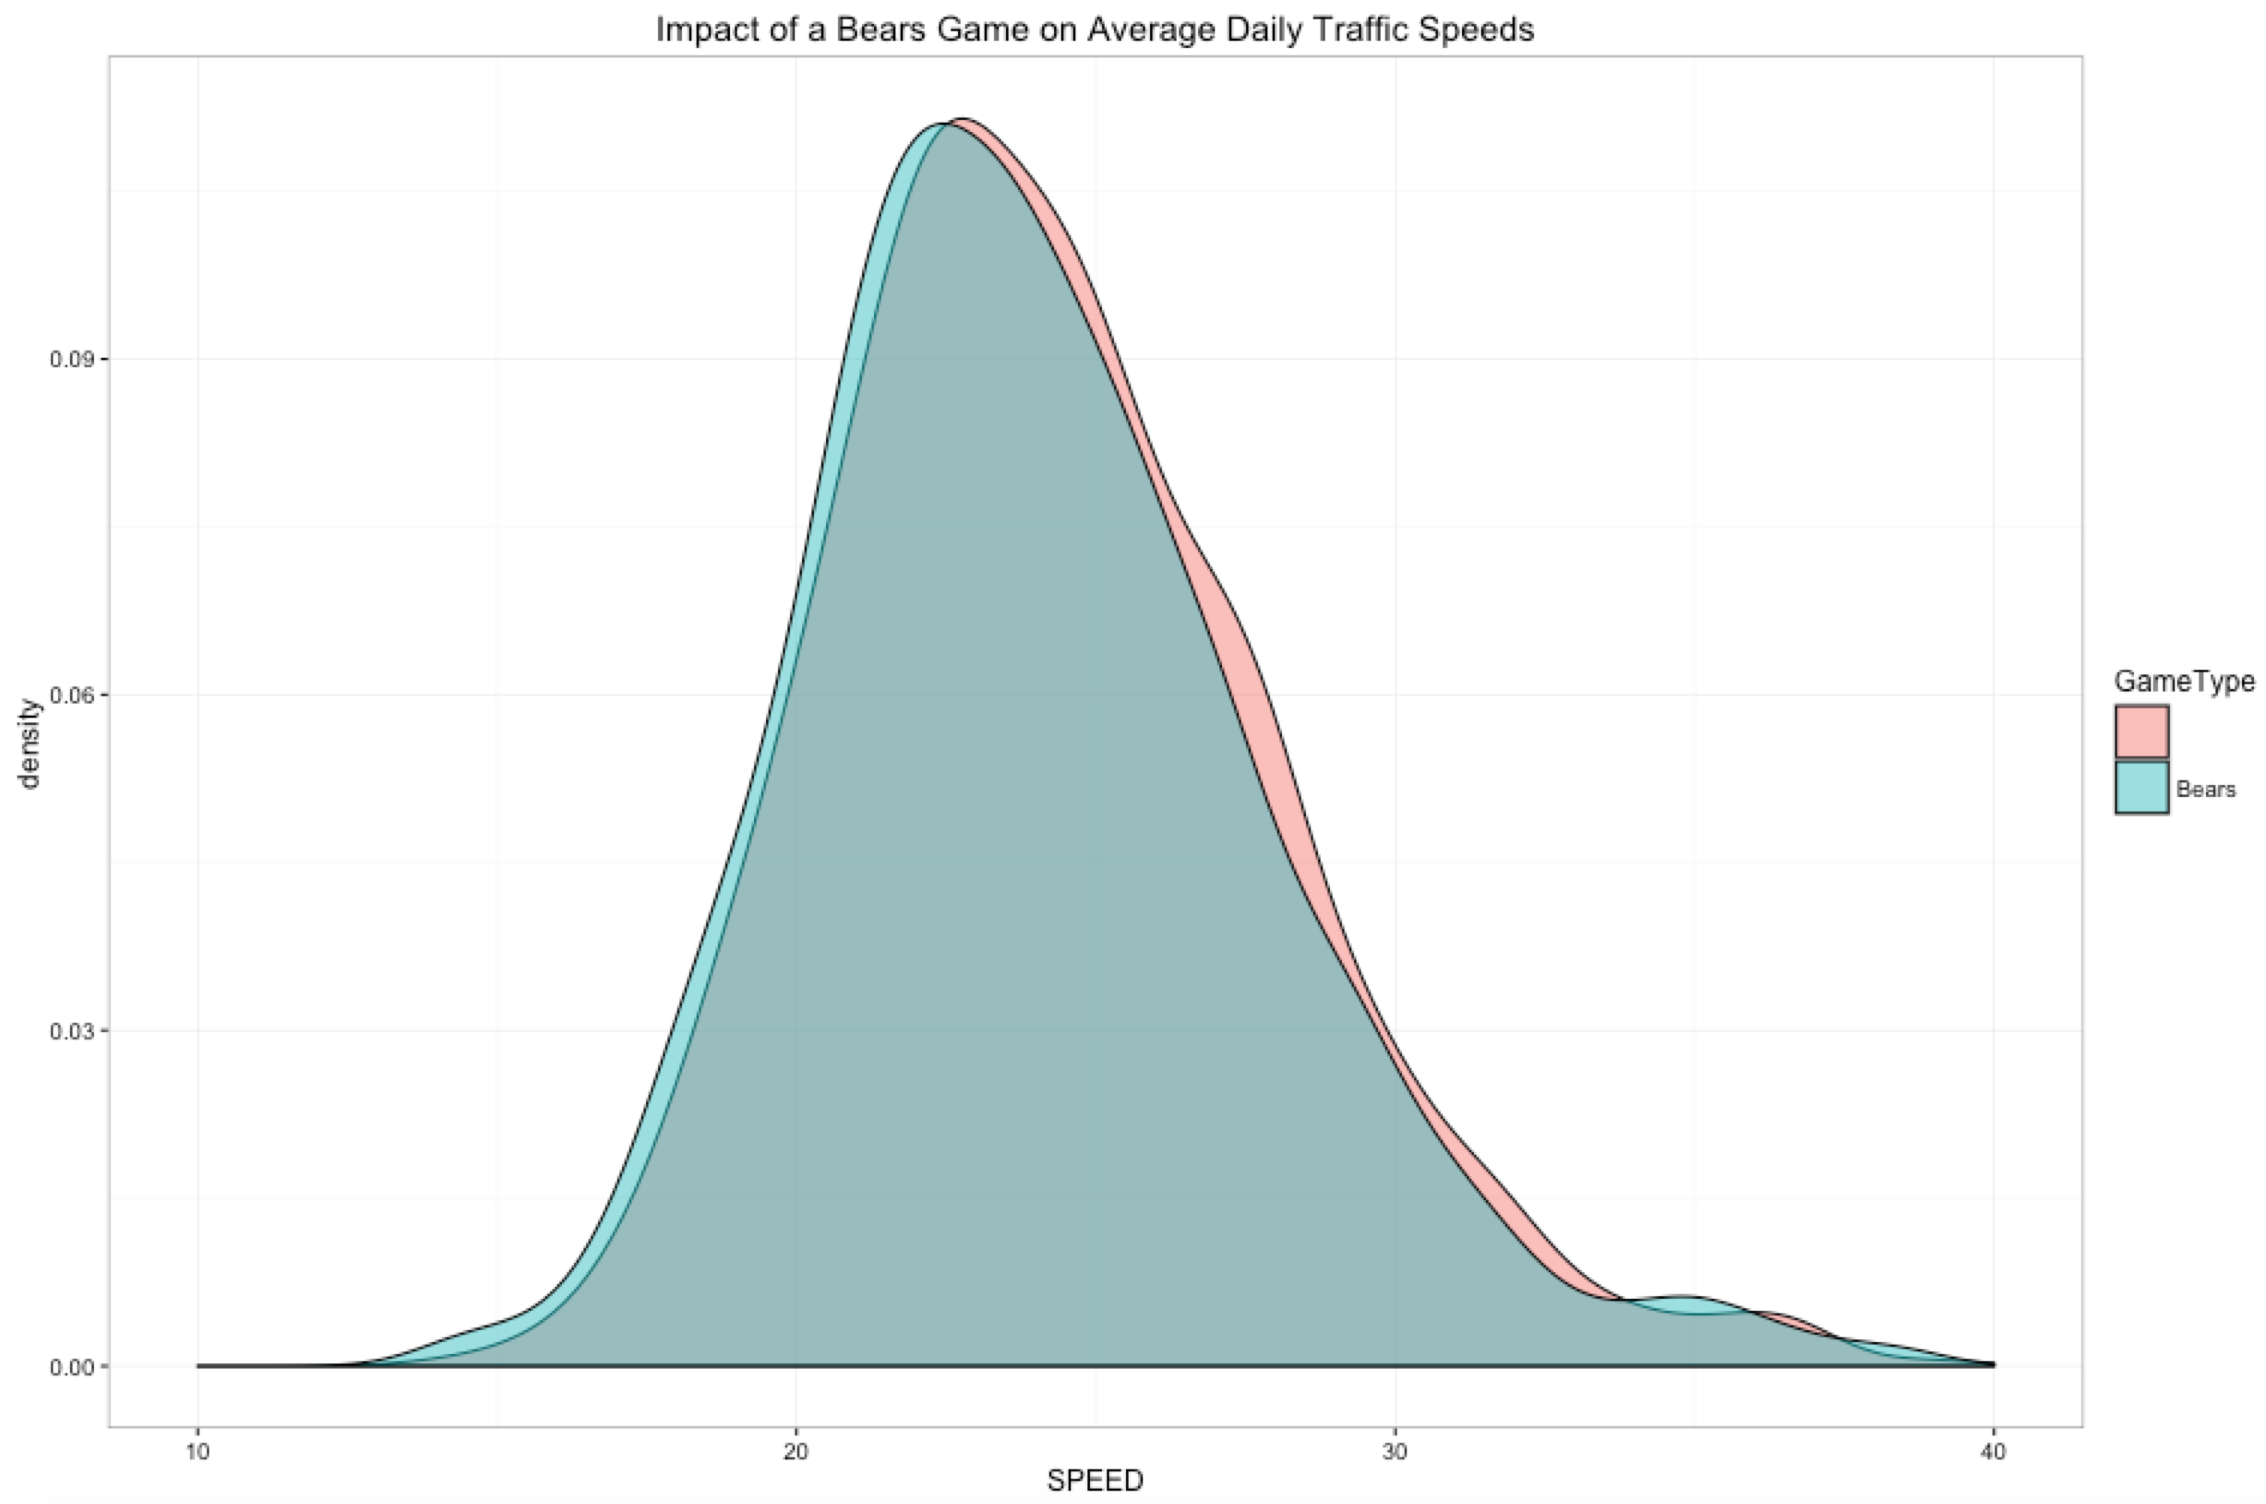 Impact of a Bears Game on Average Daily Traffic Speeds
0.09
0.06
0.03
0.00
density
10 20 30 40
SPEED
GameType
Bears